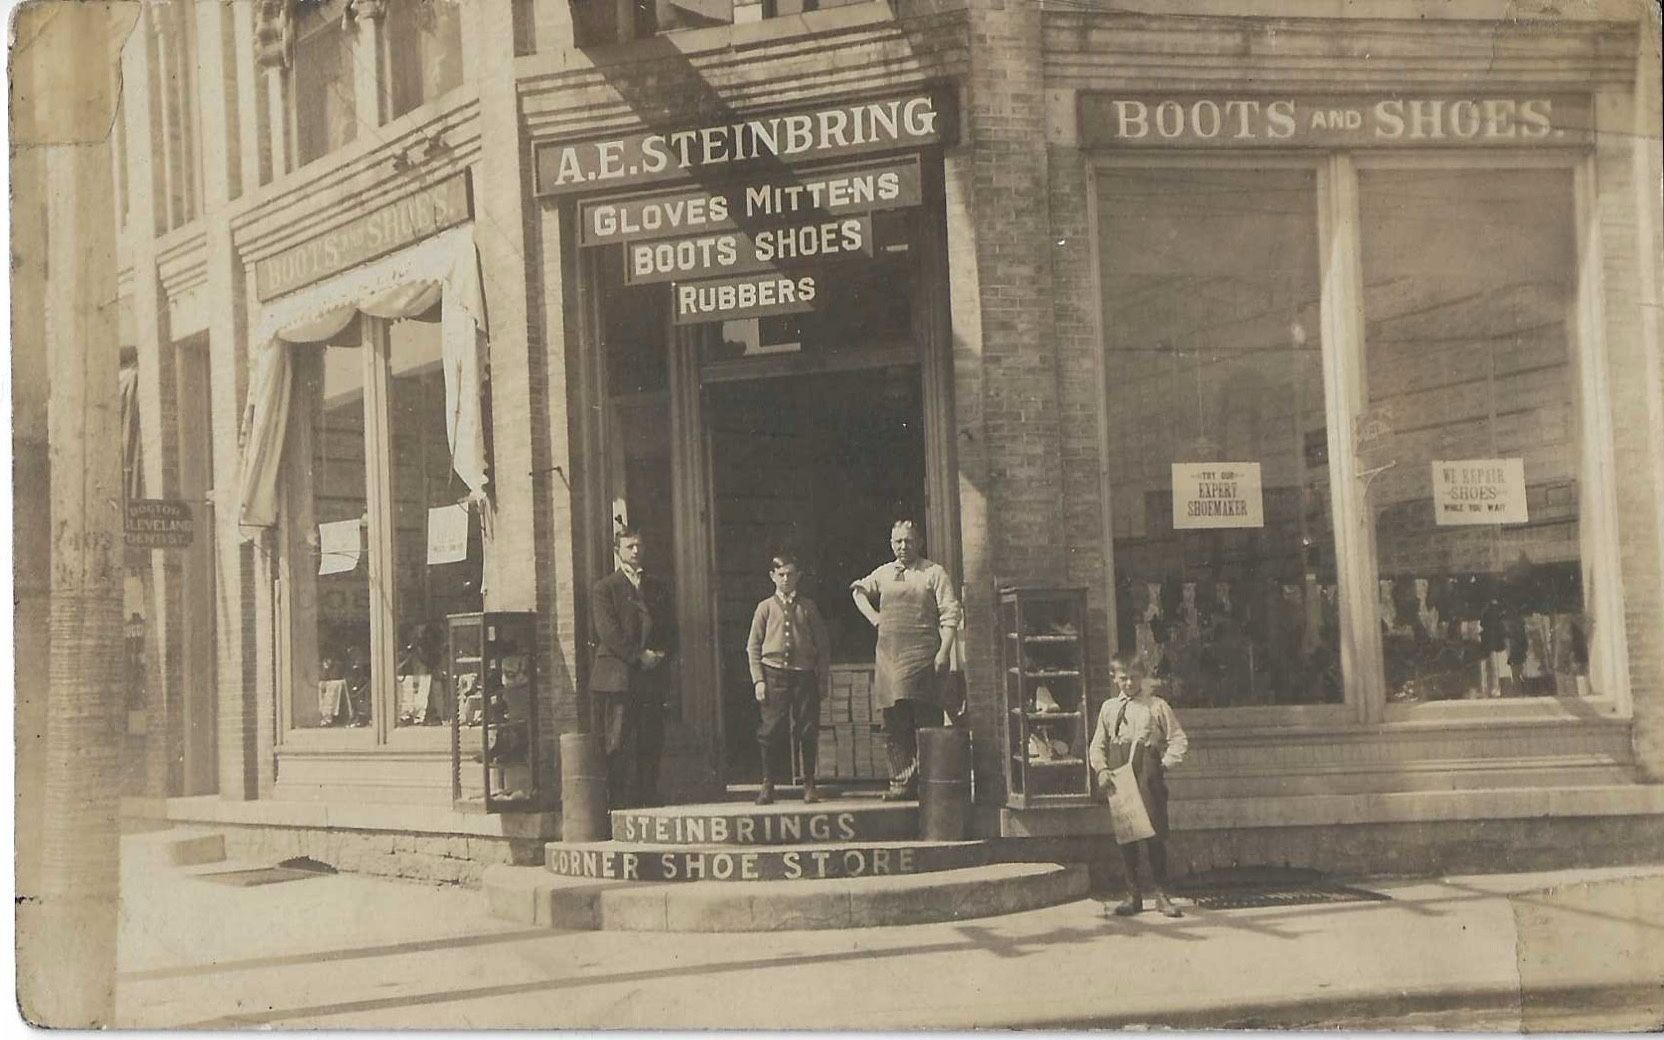 A.E. STEINBRING
GLOVES MITTENS
BOOTS SHOES
RUBBERS
BOOTS AND SHOES.
BOOTS AND SHOES.
DOCTOR
CLEVELAND
DENTIST.
TRY OUR
EXPERT
SHOEMAKER
WE REPAIR
SHOES
WHILE YOU WAIT
STEINBRINGS
CORNER SHOE STORE